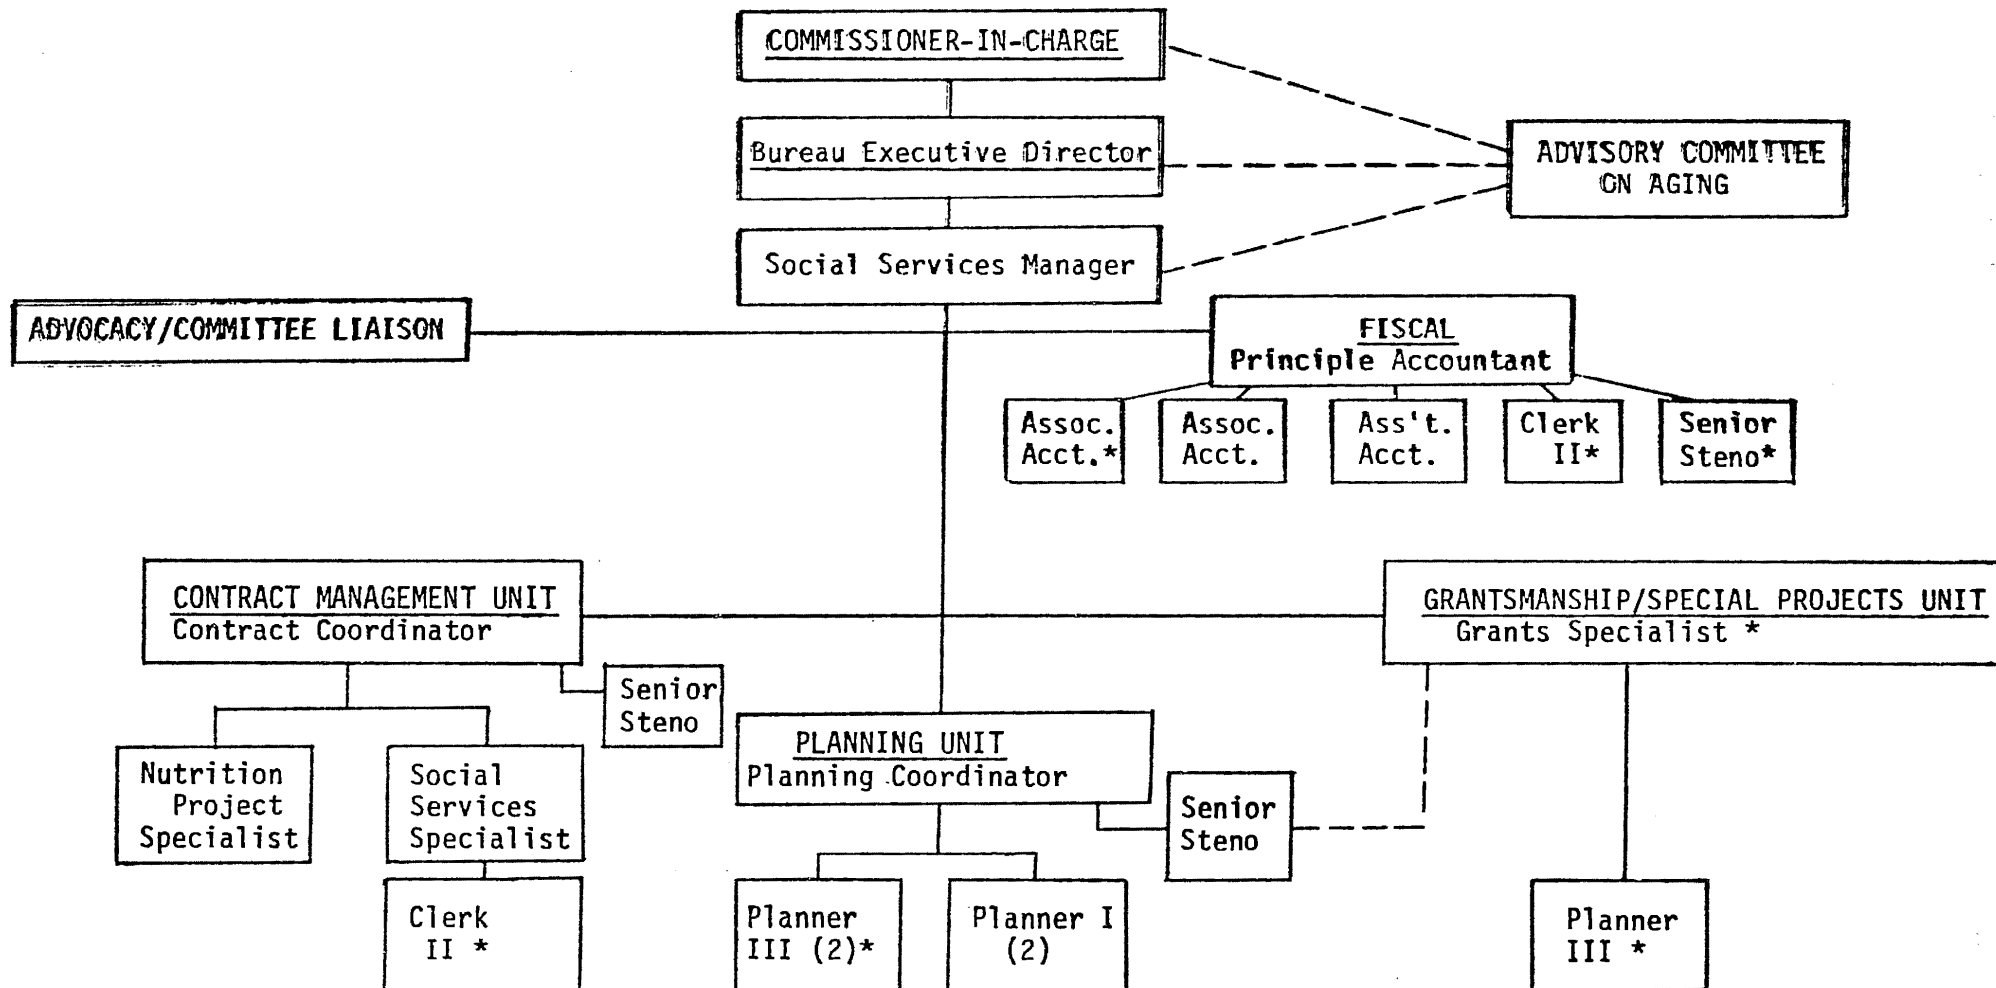 COMMISSIONER-IN-CHARGE
Bureau Executive Director
ADVISORY COMMITTEE
ON AGING
Social Services Manager
ADVOCACY/COMMITTEE LIAISON
FISCAL
Principle Accountant
Assoc.
Acct.*
Assoc.
Acct.
Ass't.
Acct.
Clerk
II*
Senior
Steno*
CONTRACT MANAGEMENT UNIT
Contract Coordinator
GRANTSMANSHIP/SPECIAL PROJECTS UNIT
Grants Specialist *
Senior
Steno
PLANNING UNIT
Planning Coordinator
Nutrition
Project
Specialist
Social
Services
Specialist
Senior
Steno
Clerk
II *
Planner
III (2)*
Planner I
(2)
Planner
III *